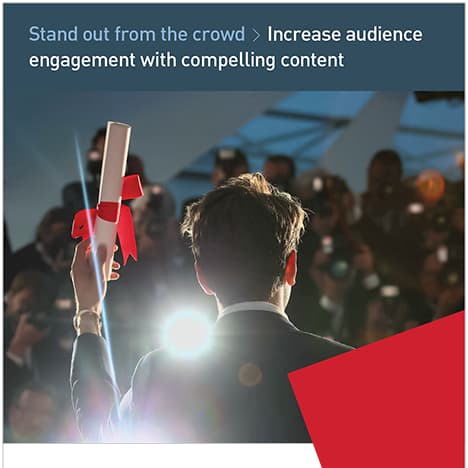 Stand out from the crowd > Increase audience
engagement with compelling content